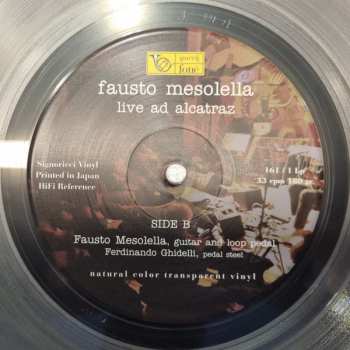 fonè
fausto mesolella
live ad alcatraz
Signoricci Vinyl
Printed in Japan
HiFi Reference
161 / 1 Lp
33 rpm 180 gr
SIDE B
Fausto Mesolella, guitar and loop pedal
Ferdinando Ghidelli, pedal steel
natural color transparent vinyl